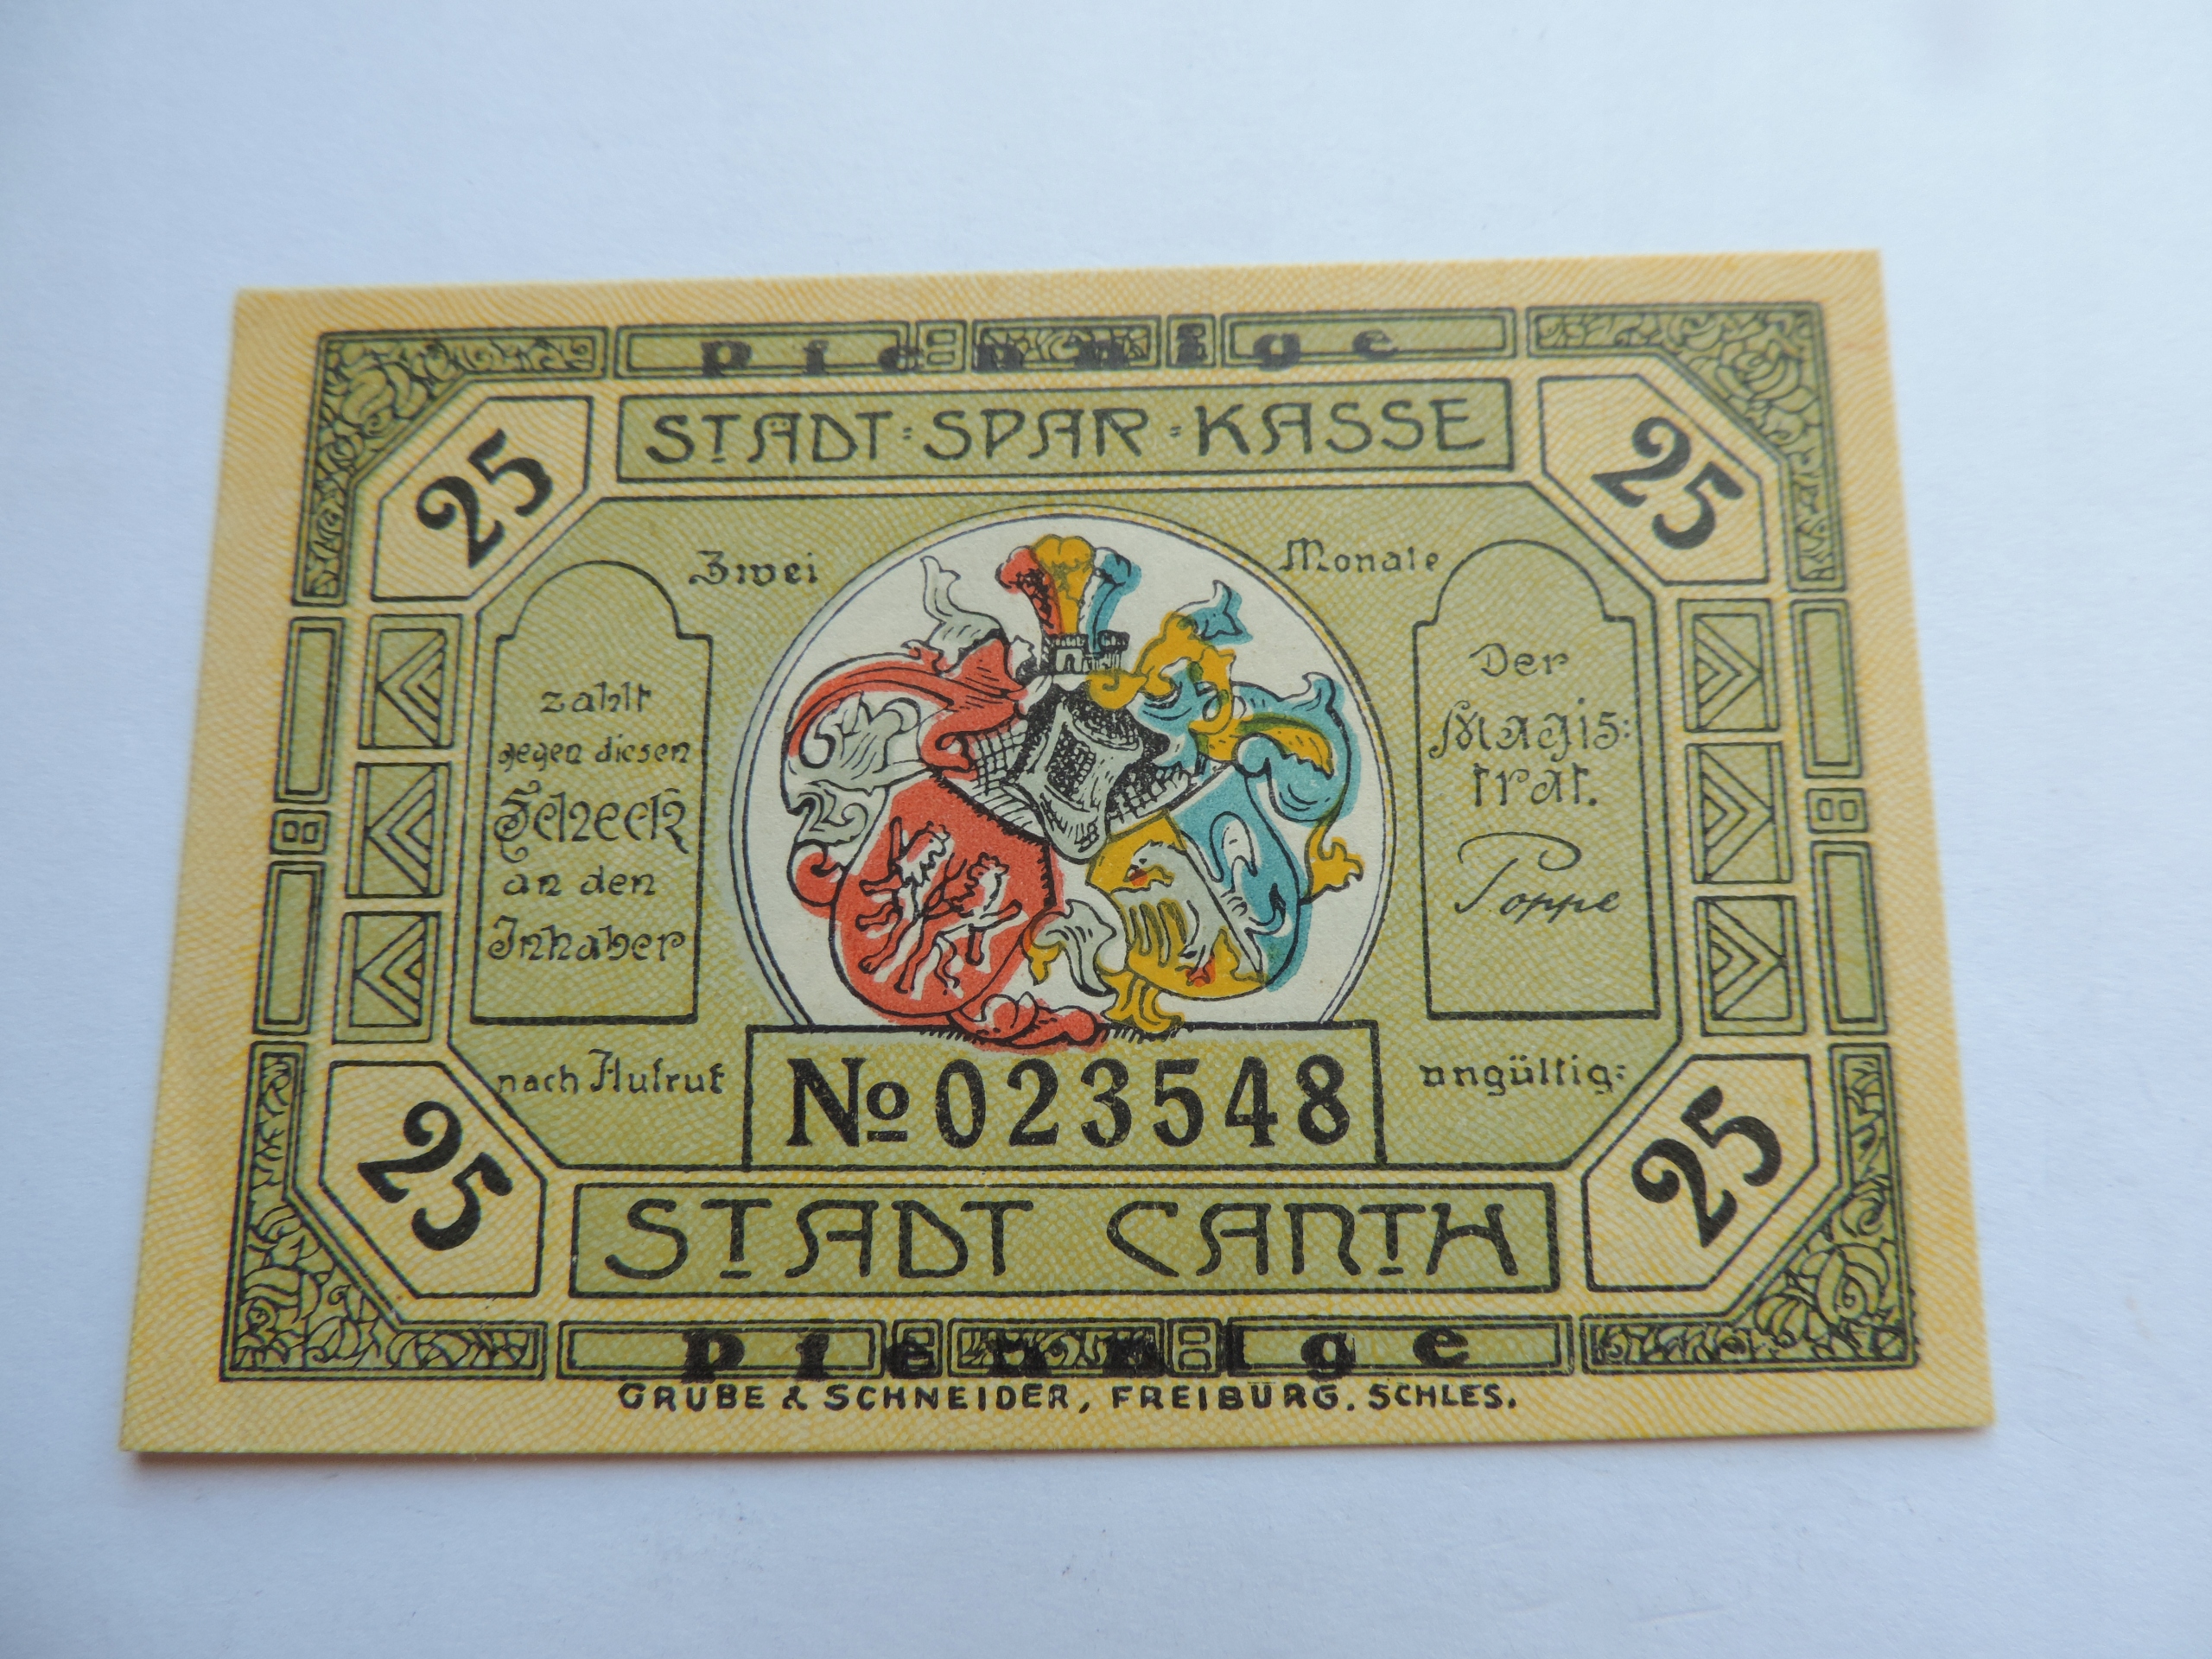 Pfennige
STADT=SPAR=KASSE
25
25
Zwei
Monate
zahlt
gegen diesen
Scheck
an den
Inhaber
Der
Magis=
trat.
Poppe
nach Aufruf
No 023548
ungültig:
25
25
STADT CANTH
Pfennige
GRUBE & SCHNEIDER, FREIBURG. SCHLES.